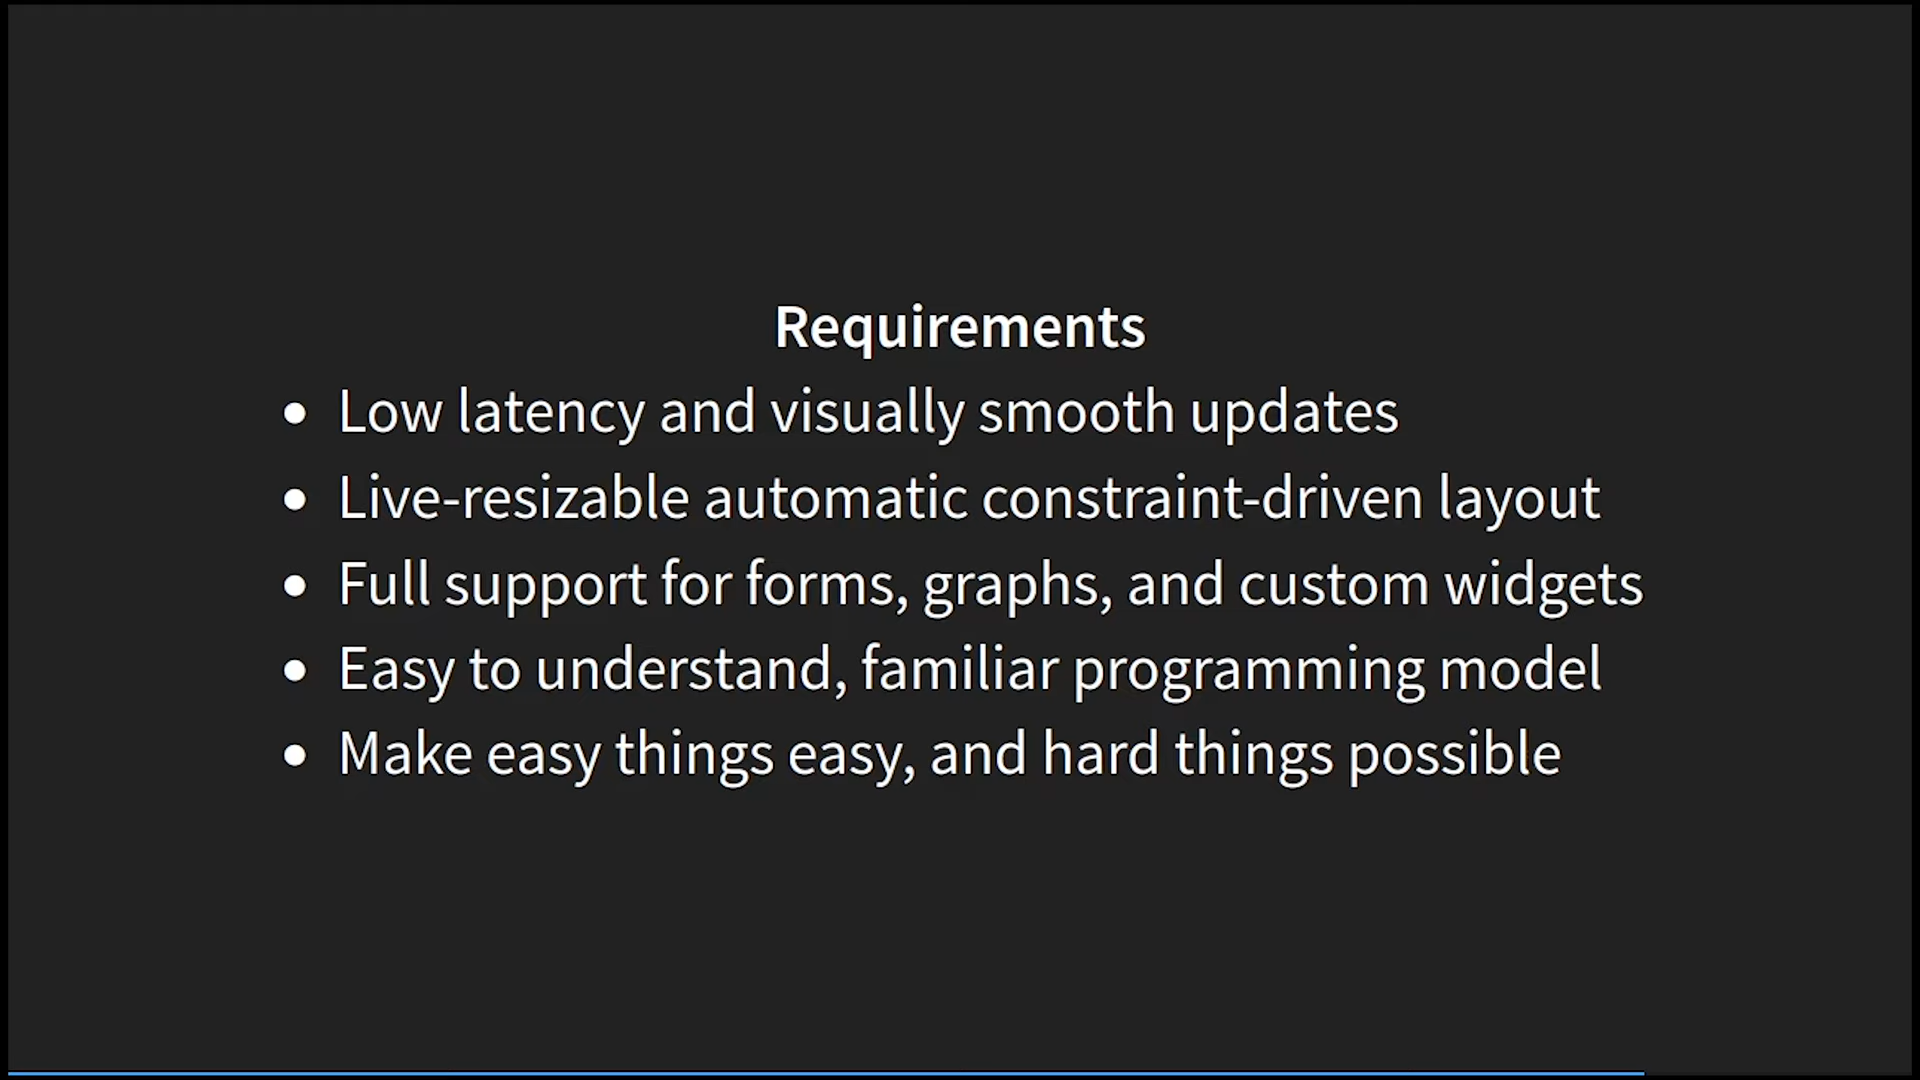 Requirements
Low latency and visually smooth updates
Live-resizable automatic constraint-driven layout
Full support for forms, graphs, and custom widgets
Easy to understand, familiar programming model
Make easy things easy, and hard things possible